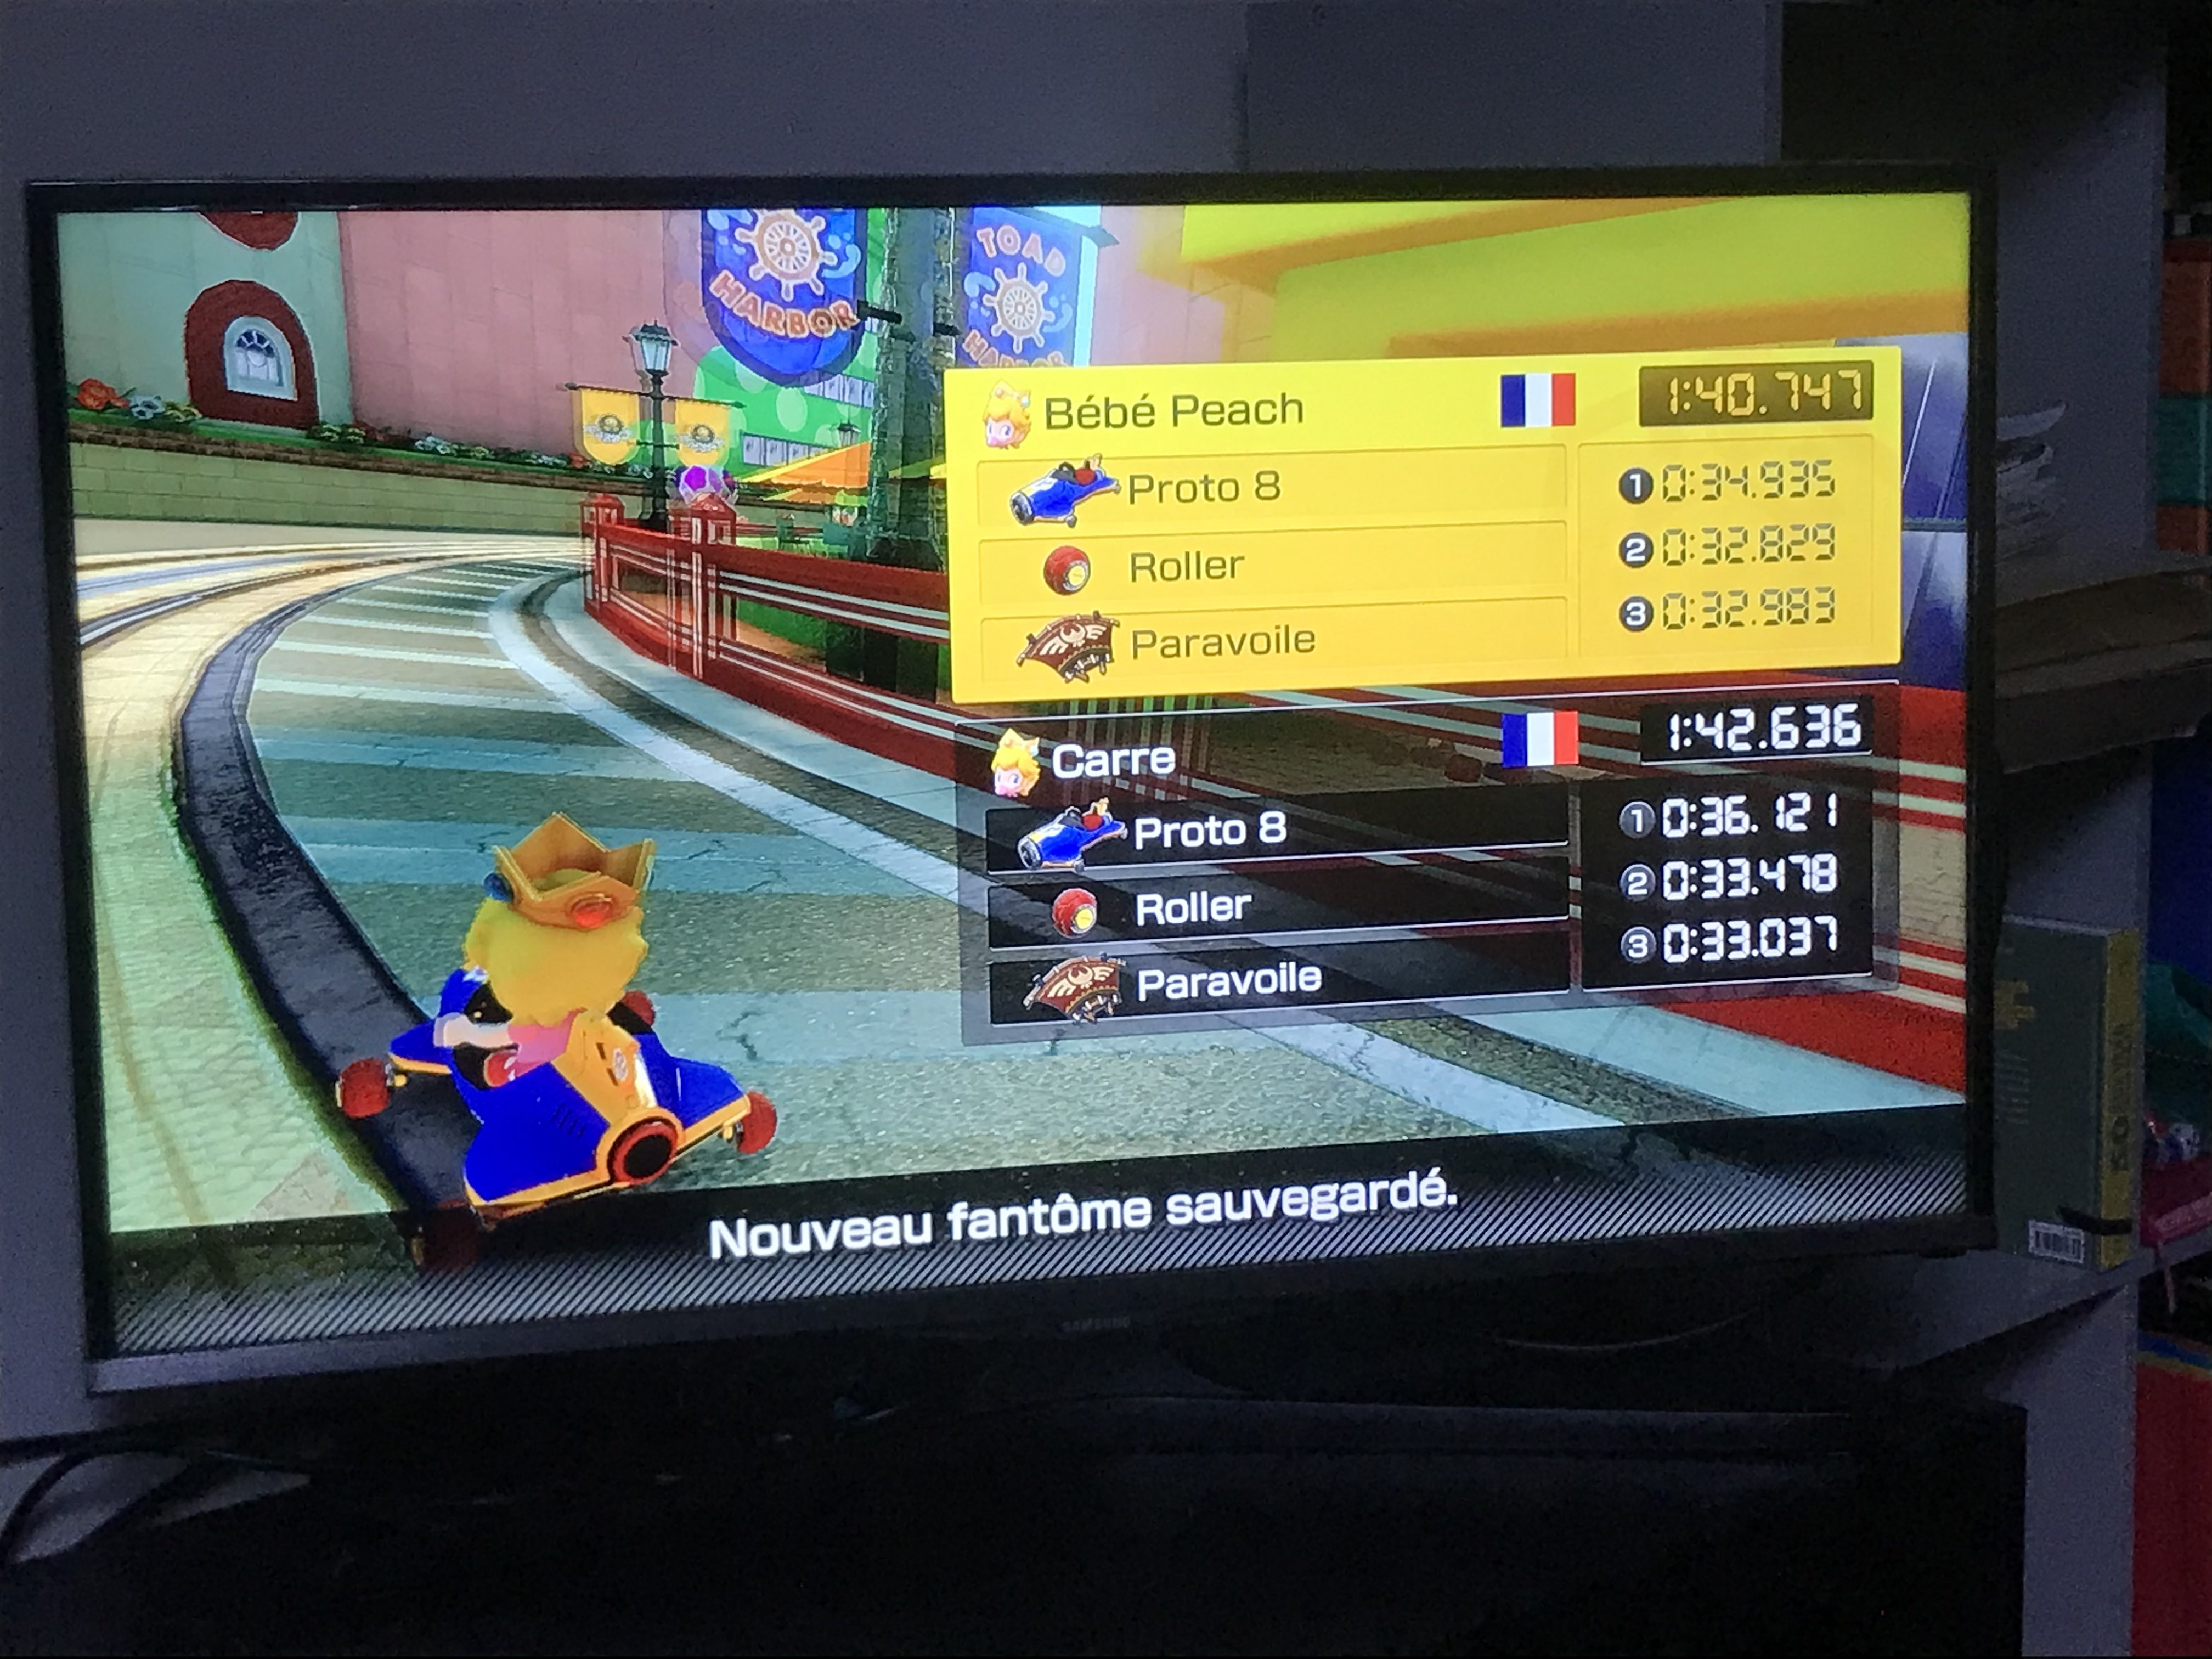 HARBOR
TOAD
HARBOR
Bébé Peach 1:40.747
Proto 8
Roller
Paravoile
1 0:34.935
2 0:32.829
3 0:32.983
Carre 1:42.636
Proto 8
Roller
Paravoile
1 0:36.121
2 0:33.478
3 0:33.037
Nouveau fantôme sauvegardé.
SAMSUNG